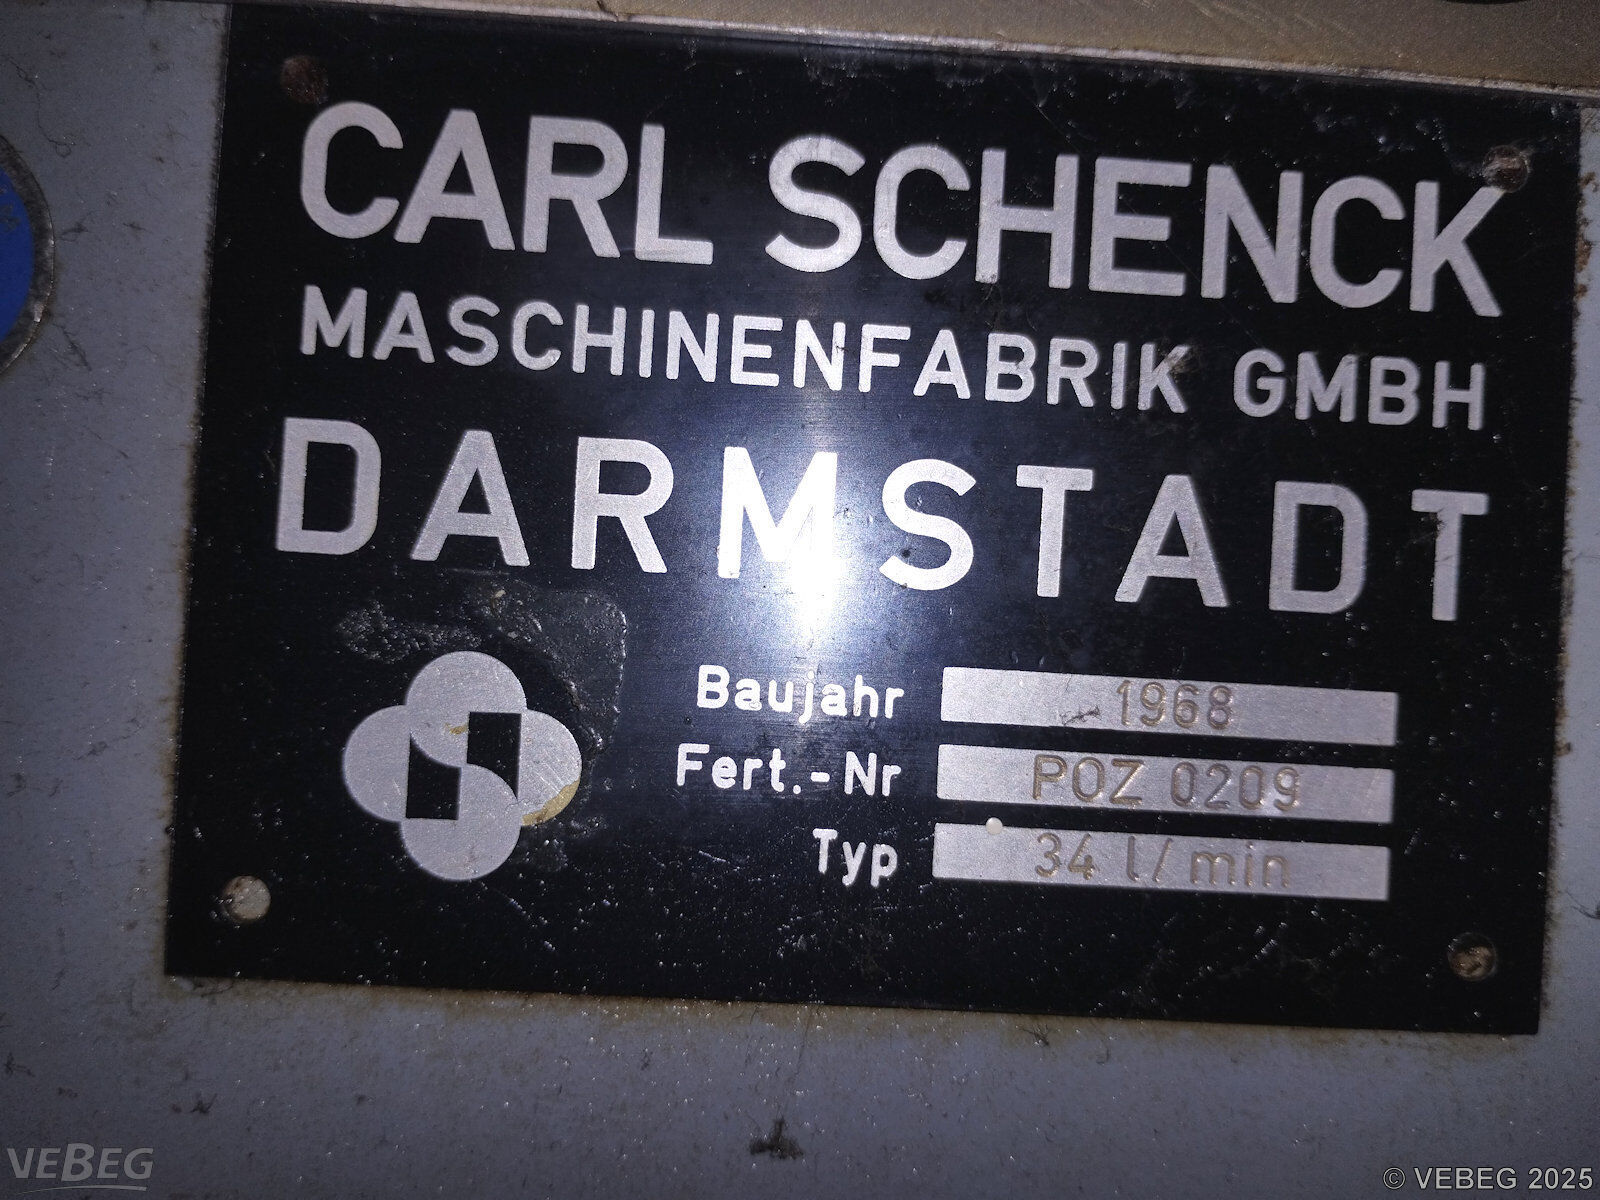 CARL SCHENCK
MASCHINENFABRIK GMBH
DARMSTADT
Baujahr 1968
Fert.-Nr POZ 0209
Typ 34 l/min
VEBEG
© VEBEG 2025